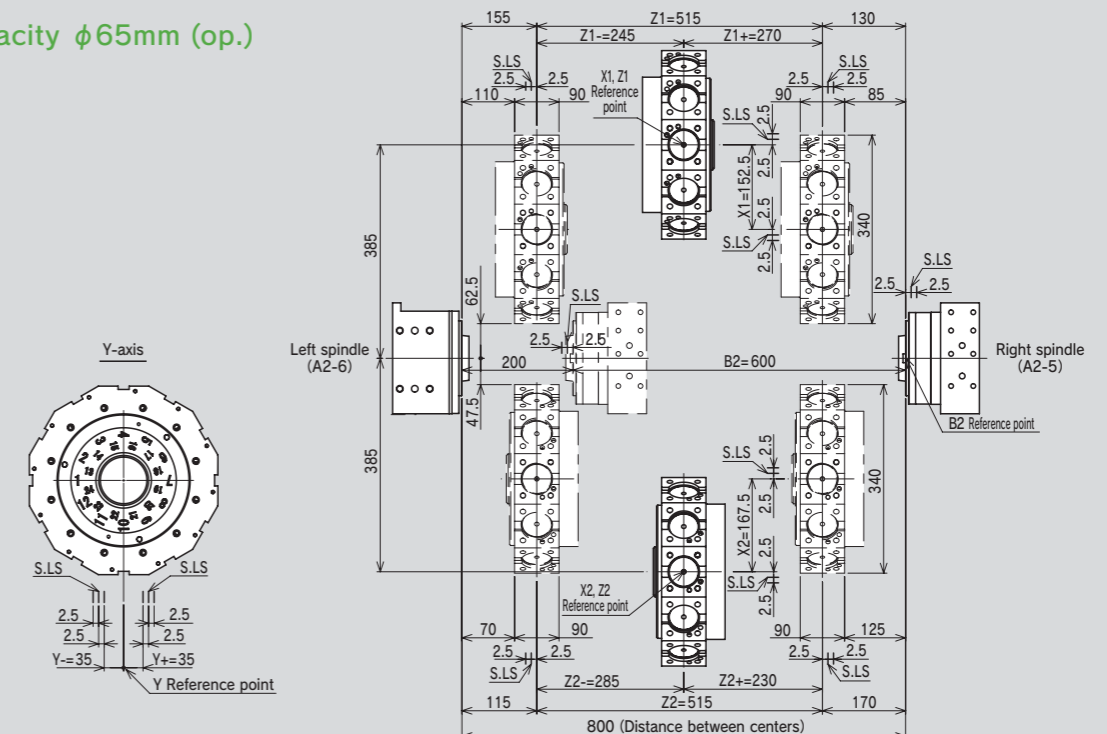 acity φ65mm (op.)
155
Z1=515
130
Z1-=245
Z1+=270
S.LS
2.5
2.5
110
90
X1, Z1
Reference
point
S.LS
2.5
2.5
90
85
S.LS
2.5
2.5
X1=152.5
2.5
S.LS
2.5
340
385
62.5
S.LS
2.5
2.5
S.LS
2.5
2.5
Y-axis
Left spindle
(A2-6)
200
B2=600
Right spindle
(A2-5)
47.5
B2 Reference point
385
S.LS
2.5
2.5
X2=167.5
2.5
S.LS
2.5
340
X2, Z2
Reference point
S.LS
S.LS
2.5
2.5
2.5
2.5
Y-=35
Y+=35
Y Reference point
70
90
90
125
2.5
2.5
S.LS
2.5
2.5
S.LS
Z2-=285
Z2+=230
115
Z2=515
170
800 (Distance between centers)